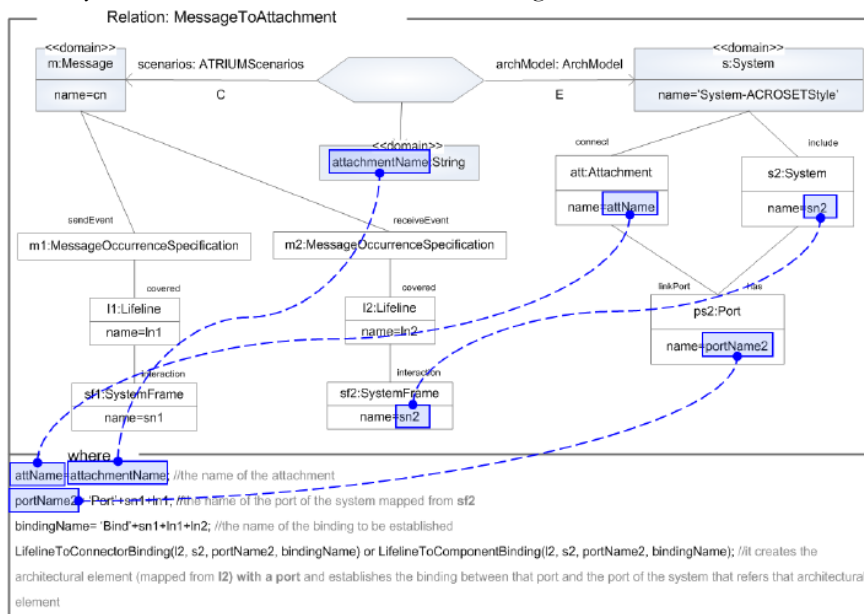 Relation: MessageToAttachment
<<domain>>
m:Message
name=cn
scenarios: ATRIUMScenarios
C
archModel: ArchModel
E
<<domain>>
s:System
name='System-ACROSETStyle'
<<domain>>
attachmentName:String
connect
include
att:Attachment
name=attName
s2:System
name=sn2
sendEvent
receiveEvent
m1:MessageOccurrenceSpecification
m2:MessageOccurrenceSpecification
covered
covered
l1:Lifeline
name=ln1
l2:Lifeline
name=ln2
linkPort
has
ps2:Port
name=portName2
interaction
interaction
sf1:SystemFrame
name=sn1
sf2:SystemFrame
name=sn2
where
attName=attachmentName; //the name of the attachment
portName2= 'Port'+sn1+ln1; //the name of the port of the system mapped from sf2
bindingName= 'Bind'+sn1+ln1+ln2; //the name of the binding to be established
LifelineToConnectorBinding(l2, s2, portName2, bindingName) or LifelineToComponentBinding(l2, s2, portName2, bindingName); //it creates the
architectural element (mapped from l2) with a port and establishes the binding between that port and the port of the system that refers that architectural
element